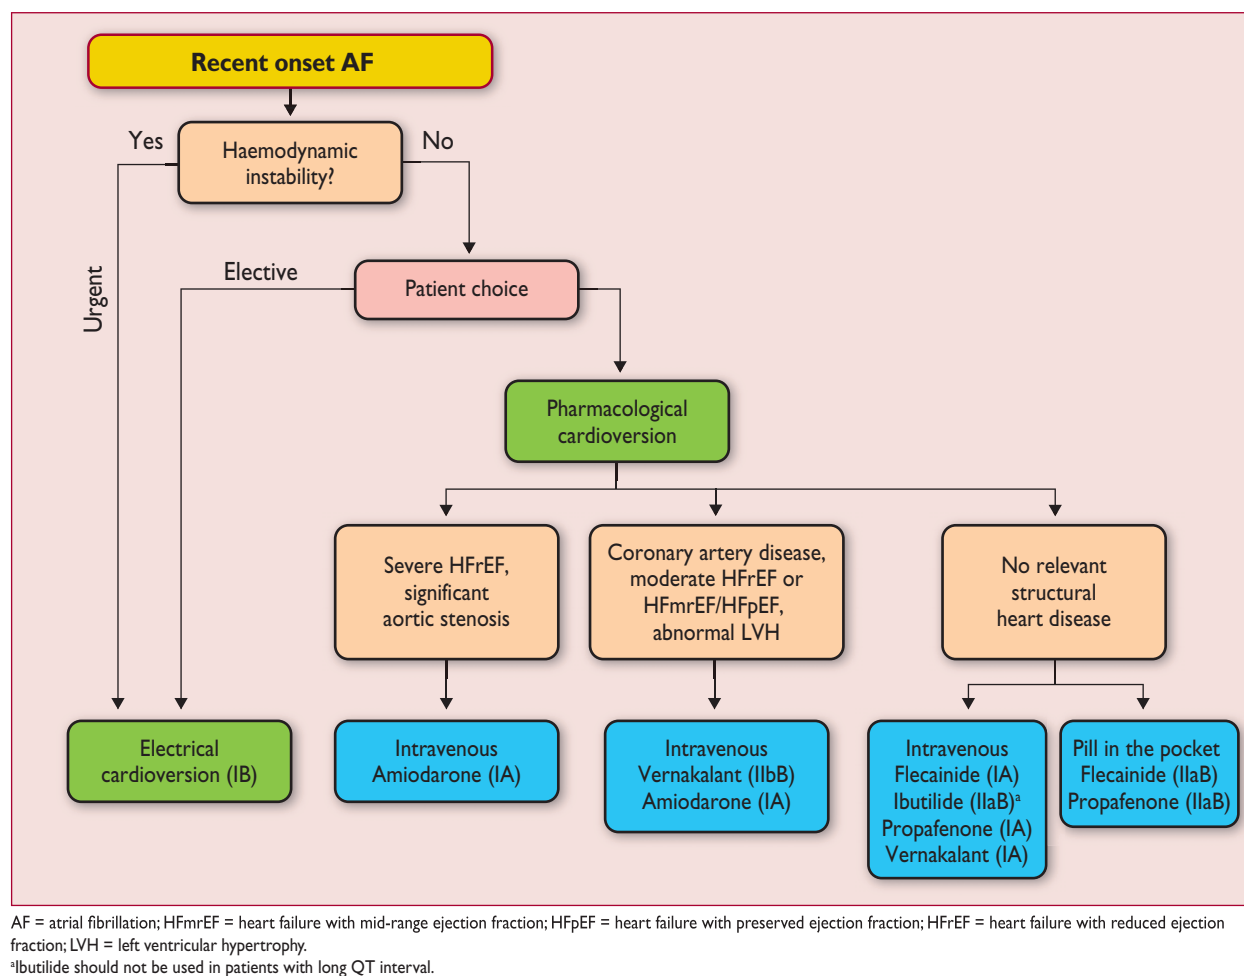 Recent onset AF
Yes
No
Haemodynamic
instability?
Urgent
Elective
Patient choice
Pharmacological
cardioversion
Severe HFrEF,
significant
aortic stenosis
Coronary artery disease,
moderate HFrEF or
HFmrEF/HFpEF,
abnormal LVH
No relevant
structural
heart disease
Electrical
cardioversion (IB)
Intravenous
Amiodarone (IA)
Intravenous
Vernakalant (IIbB)
Amiodarone (IA)
Intravenous
Flecainide (IA)
Ibutilide (IIaB)ᵃ
Propafenone (IA)
Vernakalant (IA)
Pill in the pocket
Flecainide (IIaB)
Propafenone (IIaB)
AF = atrial fibrillation; HFmrEF = heart failure with mid-range ejection fraction; HFpEF = heart failure with preserved ejection fraction; HFrEF = heart failure with reduced ejection
fraction; LVH = left ventricular hypertrophy.
ᵃIbutilide should not be used in patients with long QT interval.